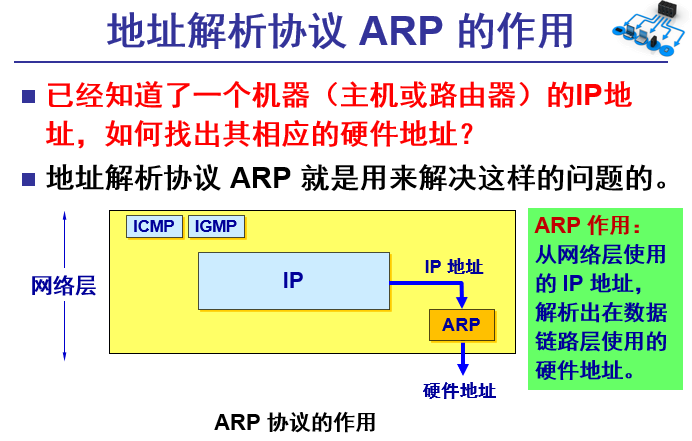 地址解析协议 ARP 的作用
已经知道了一个机器（主机或路由器）的IP地
址，如何找出其相应的硬件地址？
地址解析协议 ARP 就是用来解决这样的问题的。
ICMP
IGMP
网络层
IP
IP 地址
ARP
硬件地址
ARP 作用：
从网络层使用
的 IP 地址，
解析出在数据
链路层使用的
硬件地址。
ARP 协议的作用